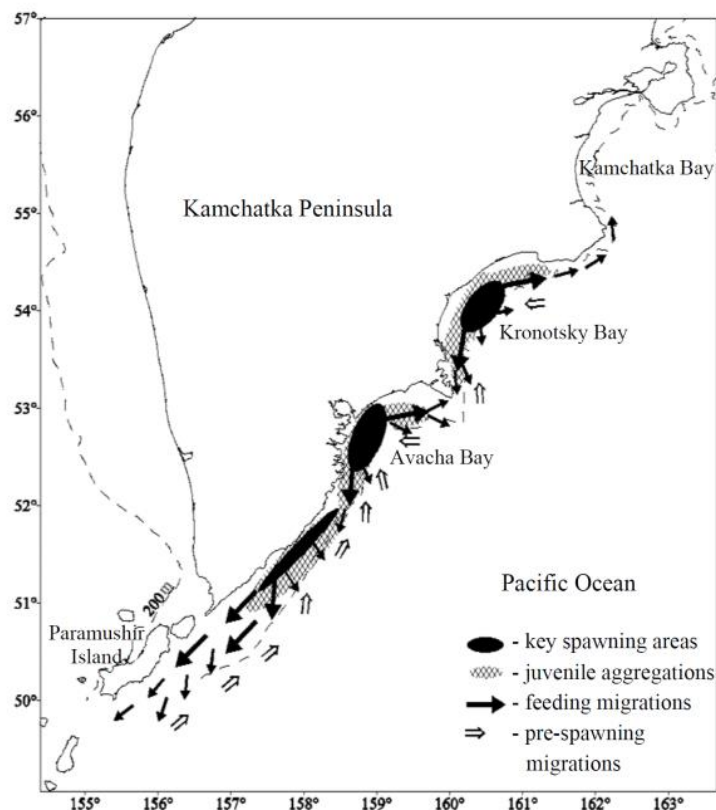 57°
56°
Kamchatka Bay
Kamchatka Peninsula
55°
54°
Kronotsky Bay
53°
Avacha Bay
52°
Pacific Ocean
51°
200 m
Paramushir
Island
- key spawning areas
- juvenile aggregations
50°
- feeding migrations
- pre-spawning
migrations
155° 156° 157° 158° 159° 160° 161° 162° 163°